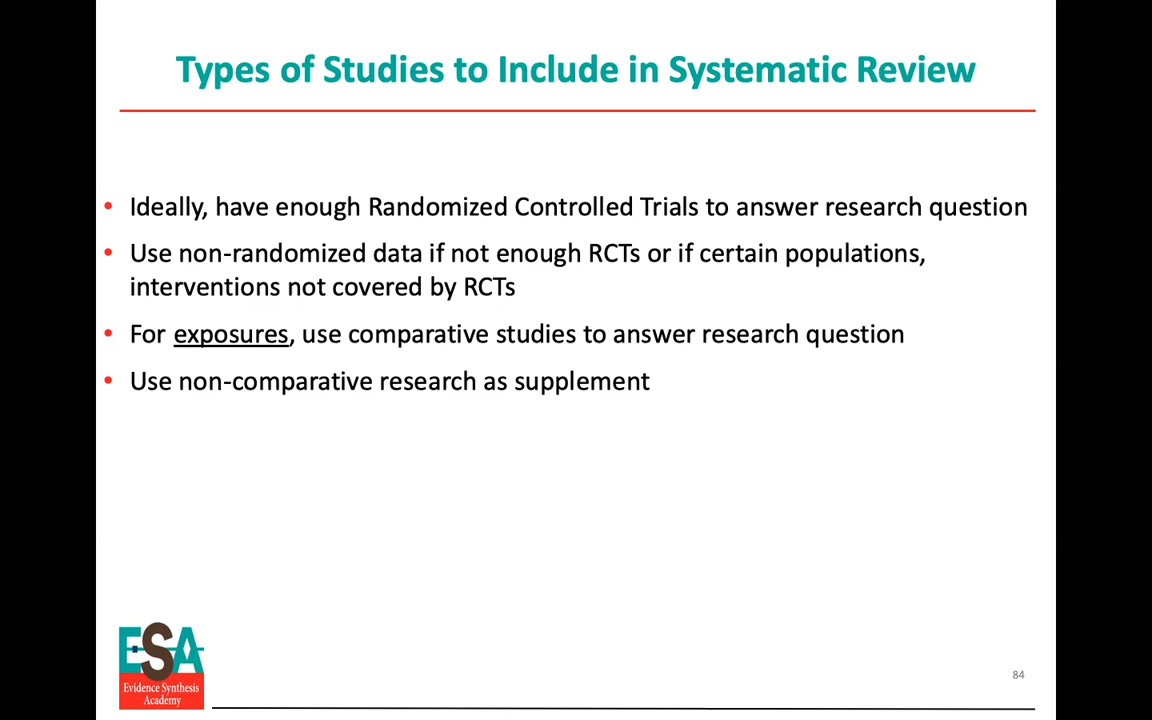 Types of Studies to Include in Systematic Review
• Ideally, have enough Randomized Controlled Trials to answer research question
• Use non-randomized data if not enough RCTs or if certain populations,
interventions not covered by RCTs
• For exposures, use comparative studies to answer research question
• Use non-comparative research as supplement
ESA
Evidence Synthesis
Academy
84